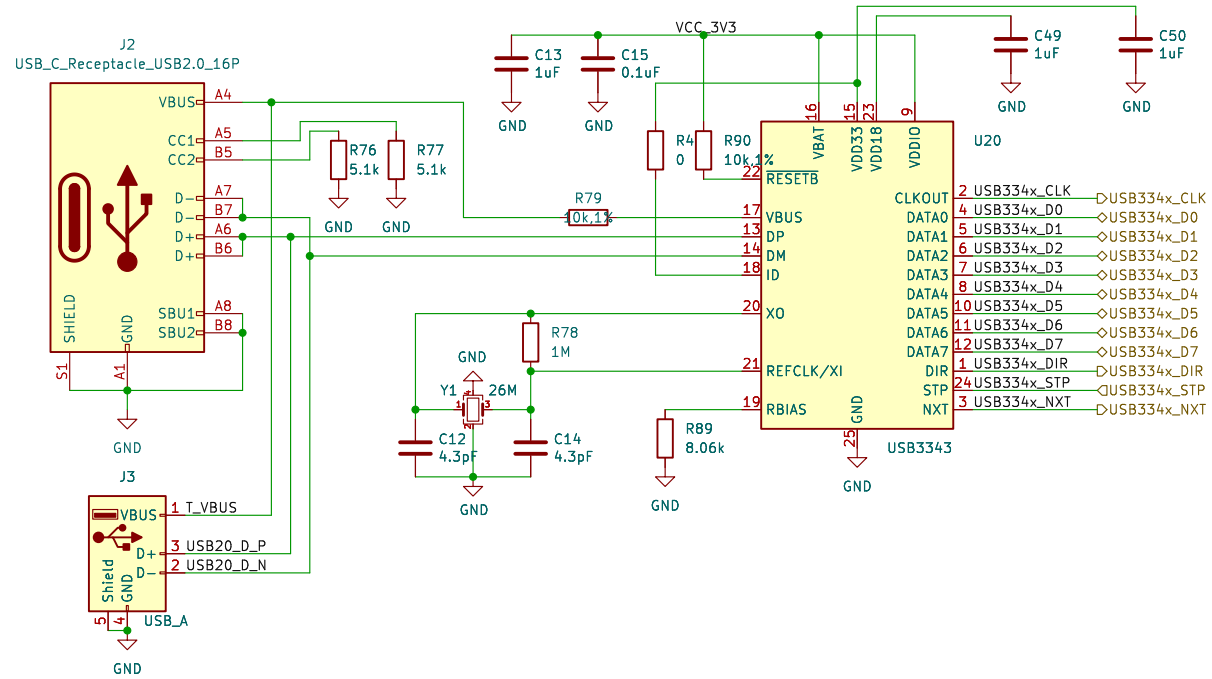 J2
USB_C_Receptacle_USB2.0_16P
VBUS
A4
CC1
A5
CC2
B5
D-
A7
D-
B7
D+
A6
D+
B6
SBU1
A8
SBU2
B8
SHIELD
GND
S1
A1
GND
R76
5.1k
GND
R77
5.1k
GND
VCC_3V3
C13
1uF
GND
C15
0.1uF
GND
R4
0
R90
10k,1%
R79
10k,1%
C49
1uF
GND
C50
1uF
GND
U20
USB3343
16
VBAT
15
VDD33
23
VDD18
9
VDDIO
22
RESETB
17
VBUS
13
DP
14
DM
18
ID
20
XO
21
REFCLK/XI
19
RBIAS
GND
25
GND
CLKOUT 2 USB334x_CLK USB334x_CLK
DATA0 4 USB334x_D0 USB334x_D0
DATA1 5 USB334x_D1 USB334x_D1
DATA2 6 USB334x_D2 USB334x_D2
DATA3 7 USB334x_D3 USB334x_D3
DATA4 8 USB334x_D4 USB334x_D4
DATA5 10 USB334x_D5 USB334x_D5
DATA6 11 USB334x_D6 USB334x_D6
DATA7 12 USB334x_D7 USB334x_D7
DIR 1 USB334x_DIR USB334x_DIR
STP 24 USB334x_STP USB334x_STP
NXT 3 USB334x_NXT USB334x_NXT
R78
1M
GND
Y1
26M
4
1
3
2
C12
4.3pF
C14
4.3pF
GND
R89
8.06k
GND
J3
VBUS
1
T_VBUS
D+
3
USB20_D_P
D-
2
USB20_D_N
Shield
GND
5
4
USB_A
GND